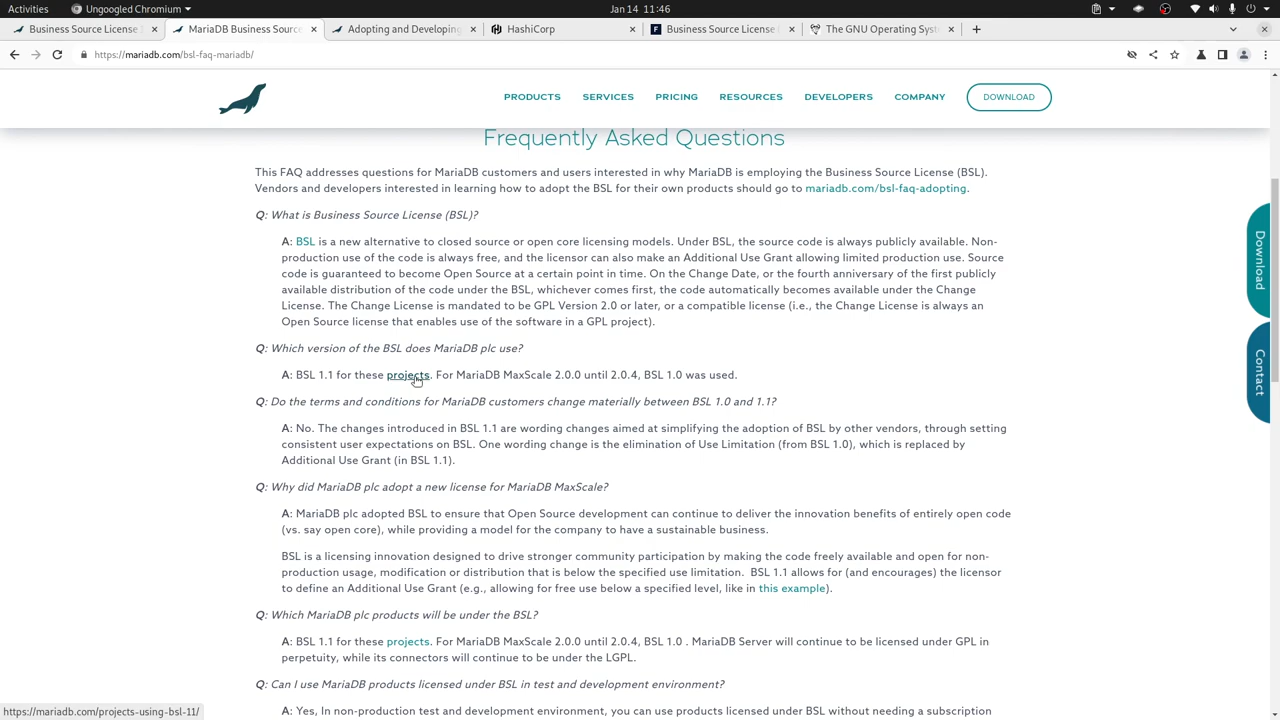 Activities
Ungoogled Chromium
Jan 14 11:46
Business Source License
MariaDB Business Sourc
Adopting and Developing
HashiCorp
Business Source License
The GNU Operating Syst
https://mariadb.com/bsl-faq-mariadb/
PRODUCTS SERVICES PRICING RESOURCES DEVELOPERS COMPANY DOWNLOAD
Frequently Asked Questions
This FAQ addresses questions for MariaDB customers and users interested in why MariaDB is employing the Business Source License (BSL).
Vendors and developers interested in learning how to adopt the BSL for their own products should go to mariadb.com/bsl-faq-adopting.
Q: What is Business Source License (BSL)?
A: BSL is a new alternative to closed source or open core licensing models. Under BSL, the source code is always publicly available. Non-
production use of the code is always free, and the licensor can also make an Additional Use Grant allowing limited production use. Source
code is guaranteed to become Open Source at a certain point in time. On the Change Date, or the fourth anniversary of the first publicly
available distribution of the code under the BSL, whichever comes first, the code automatically becomes available under the Change
License. The Change License is mandated to be GPL Version 2.0 or later, or a compatible license (i.e., the Change License is always an
Open Source license that enables use of the software in a GPL project).
Q: Which version of the BSL does MariaDB plc use?
A: BSL 1.1 for these projects. For MariaDB MaxScale 2.0.0 until 2.0.4, BSL 1.0 was used.
Q: Do the terms and conditions for MariaDB customers change materially between BSL 1.0 and 1.1?
A: No. The changes introduced in BSL 1.1 are wording changes aimed at simplifying the adoption of BSL by other vendors, through setting
consistent user expectations on BSL. One wording change is the elimination of Use Limitation (from BSL 1.0), which is replaced by
Additional Use Grant (in BSL 1.1).
Q: Why did MariaDB plc adopt a new license for MariaDB MaxScale?
A: MariaDB plc adopted BSL to ensure that Open Source development can continue to deliver the innovation benefits of entirely open code
(vs. say open core), while providing a model for the company to have a sustainable business.
BSL is a licensing innovation designed to drive stronger community participation by making the code freely available and open for non-
production usage, modification or distribution that is below the specified use limitation. BSL 1.1 allows for (and encourages) the licensor
to define an Additional Use Grant (e.g., allowing for free use below a specified level, like in this example).
Q: Which MariaDB plc products will be under the BSL?
A: BSL 1.1 for these projects. For MariaDB MaxScale 2.0.0 until 2.0.4, BSL 1.0 . MariaDB Server will continue to be licensed under GPL in
perpetuity, while its connectors will continue to be under the LGPL.
Q: Can I use MariaDB products licensed under BSL in test and development environment?
A: Yes, In non-production test and development environment, you can use products licensed under BSL without needing a subscription
Download
Contact
https://mariadb.com/projects-using-bsl-11/